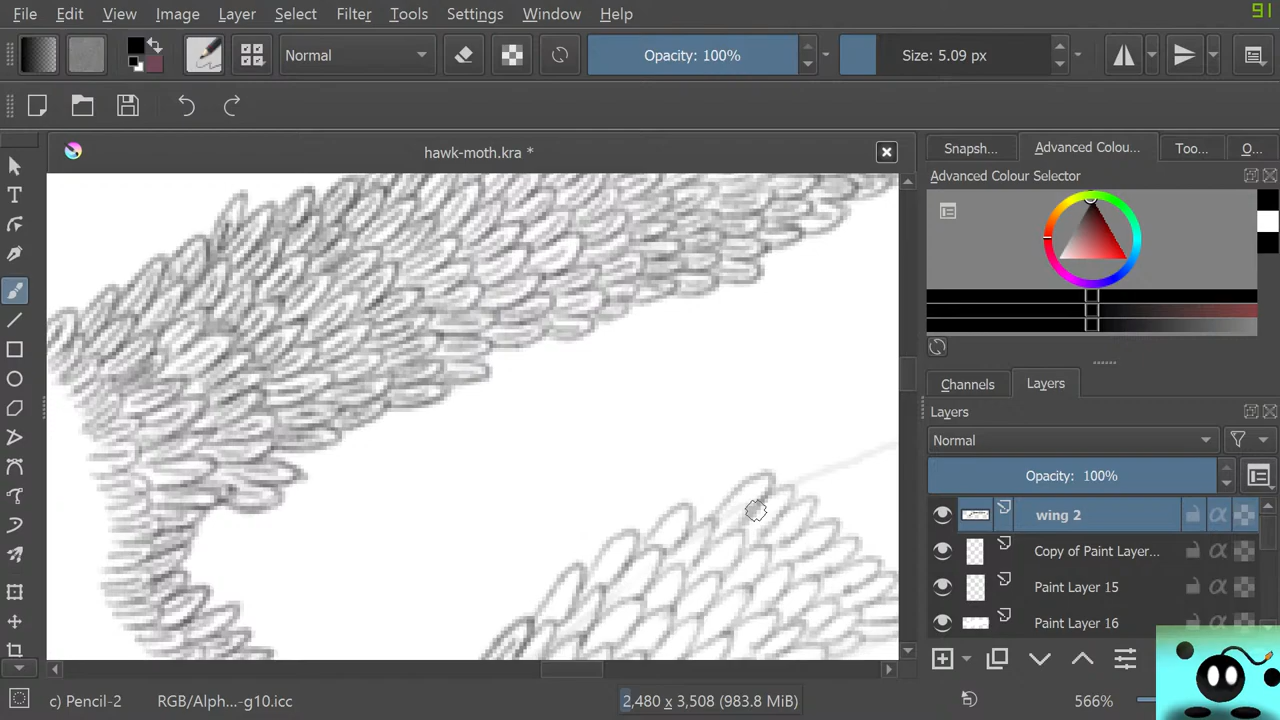 File Edit View Image Layer Select Filter Tools Settings Window Help
91
Normal
Opacity: 100%
Size: 5.09 px
hawk-moth.kra *
Snapsh... Advanced Colou... Too... O...
Advanced Colour Selector
Channels Layers
Layers
Normal
Opacity: 100%
wing 2
Copy of Paint Layer...
Paint Layer 15
Paint Layer 16
c) Pencil-2
RGB/Alph...-g10.icc
2,480 x 3,508 (983.8 MiB)
566%